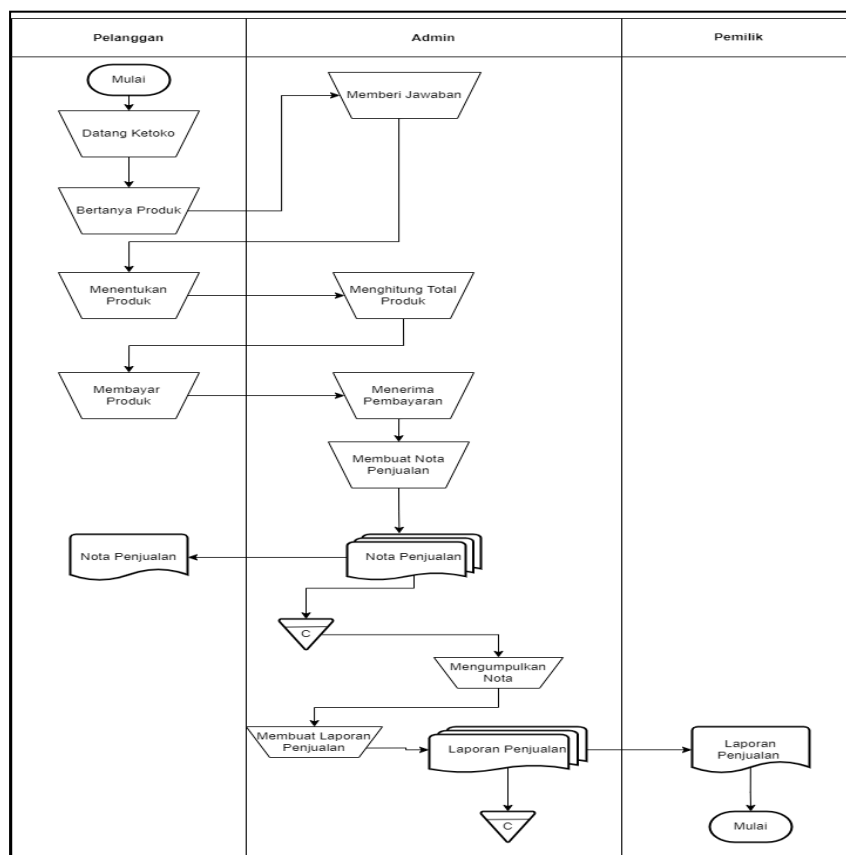 Pelanggan
Admin
Pemilik
Mulai
Memberi Jawaban
Datang Ketoko
Bertanya Produk
Menentukan
Produk
Menghitung Total
Produk
Membayar
Produk
Menerima
Pembayaran
Membuat Nota
Penjualan
Nota Penjualan
Nota Penjualan
C
Mengumpulkan
Nota
Membuat Laporan
Penjualan
Laporan Penjualan
Laporan
Penjualan
C
Mulai